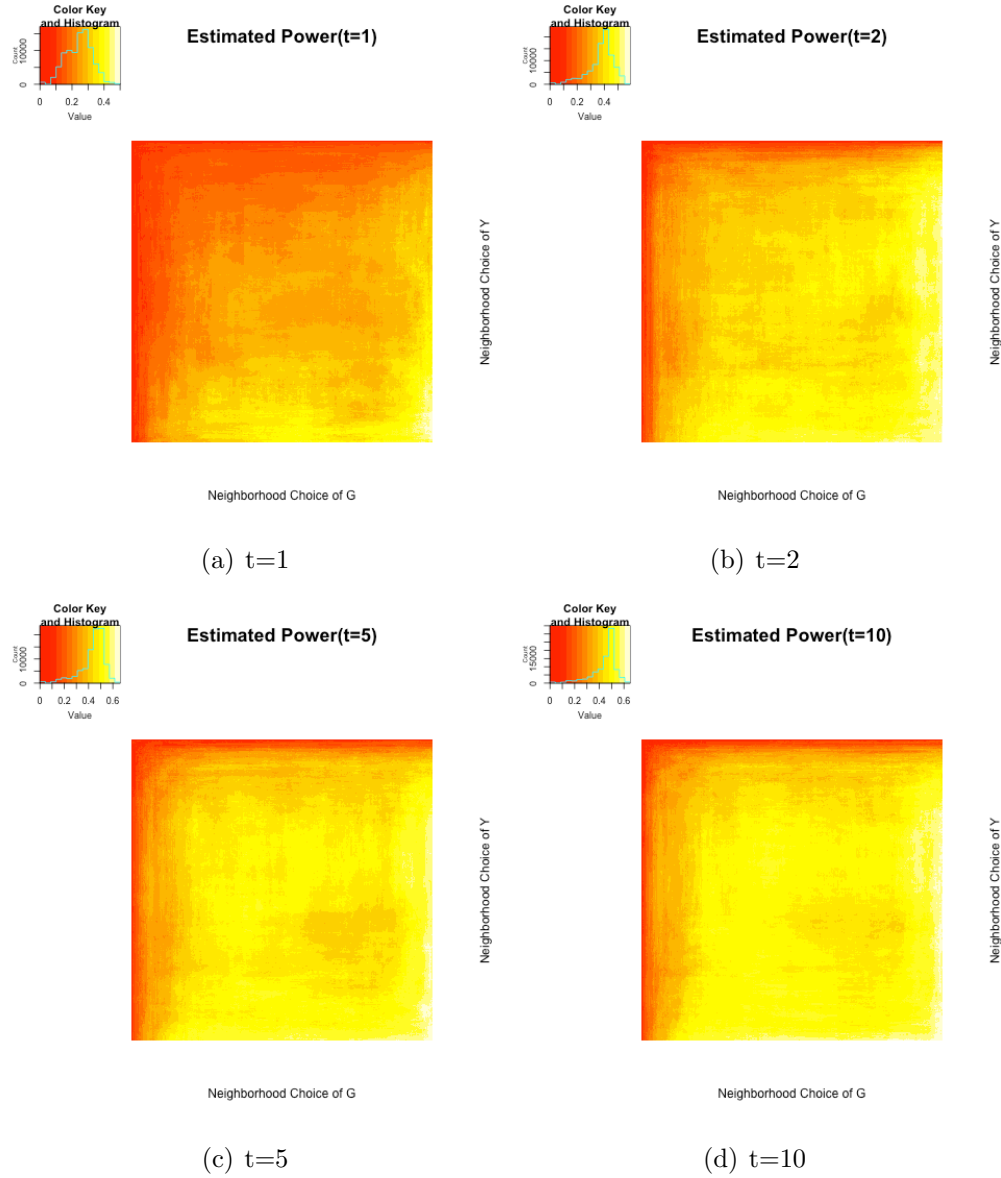 Color Key
and Histogram
Estimated Power(t=1)
Count
0 10000
0 0.2 0.4
Value
Neighborhood Choice of Y
Neighborhood Choice of G
(a) t=1
Color Key
and Histogram
Estimated Power(t=2)
Count
0 10000
0 0.2 0.4
Value
Neighborhood Choice of Y
Neighborhood Choice of G
(b) t=2
Color Key
and Histogram
Estimated Power(t=5)
Count
0 10000
0 0.2 0.4 0.6
Value
Neighborhood Choice of Y
Neighborhood Choice of G
(c) t=5
Color Key
and Histogram
Estimated Power(t=10)
Count
0 15000
0 0.2 0.4 0.6
Value
Neighborhood Choice of Y
Neighborhood Choice of G
(d) t=10